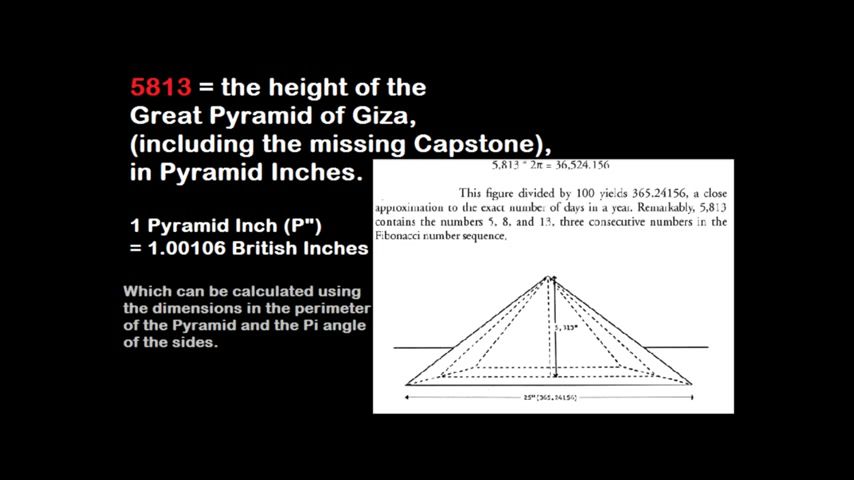 5813 = the height of the
Great Pyramid of Giza,
(including the missing Capstone),
in Pyramid Inches.
5,813 * 2π = 36,524.156
This figure divided by 100 yields 365.24156, a close
approximation to the exact number of days in a year. Remarkably, 5,813
contains the numbers 5, 8, and 13, three consecutive numbers in the
Fibonacci number sequence.
1 Pyramid Inch (P")
= 1.00106 British Inches
Which can be calculated using
the dimensions in the perimeter
of the Pyramid and the Pi angle
of the sides.
25"(365.24156)